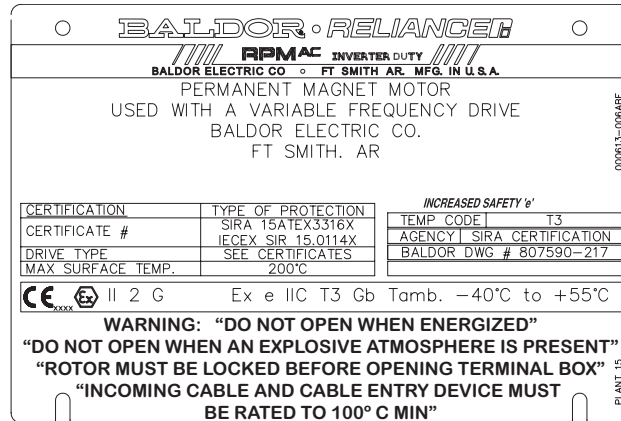 BALDOR • RELIANCER
RPM AC INVERTER DUTY
BALDOR ELECTRIC CO ◦ FT SMITH AR. MFG. IN U.S.A.
PERMANENT MAGNET MOTOR
USED WITH A VARIABLE FREQUENCY DRIVE
BALDOR ELECTRIC CO.
FT SMITH. AR
000613-006ABE
CERTIFICATION TYPE OF PROTECTION
CERTIFICATE # SIRA 15ATEX3316X
IECEX SIR 15.0114X
DRIVE TYPE SEE CERTIFICATES
MAX SURFACE TEMP. 200°C
INCREASED SAFETY 'e'
TEMP CODE T3
AGENCY SIRA CERTIFICATION
BALDOR DWG # 807590-217
CE xxxx Ex II 2 G Ex e IIC T3 Gb Tamb. -40°C to +55°C
WARNING: "DO NOT OPEN WHEN ENERGIZED"
"DO NOT OPEN WHEN AN EXPLOSIVE ATMOSPHERE IS PRESENT"
"ROTOR MUST BE LOCKED BEFORE OPENING TERMINAL BOX"
"INCOMING CABLE AND CABLE ENTRY DEVICE MUST
BE RATED TO 100º C MIN"
PLANT 15